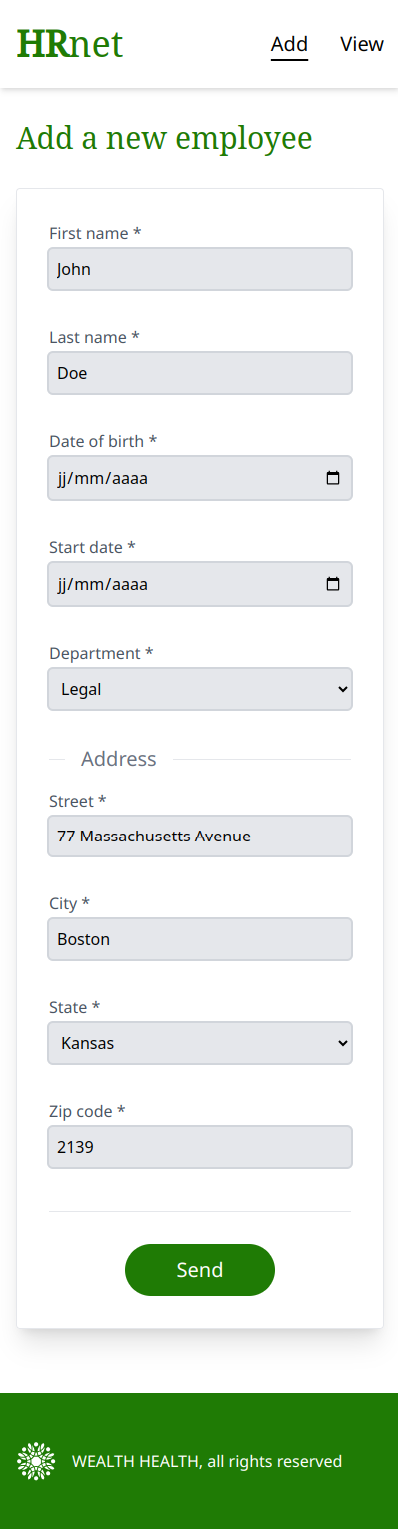 HRnet
Add View
Add a new employee
First name *
John
Last name *
Doe
Date of birth *
jj/mm/aaaa
Start date *
jj/mm/aaaa
Department *
Legal
Address
Street *
77 Massachusetts Avenue
City *
Boston
State *
Kansas
Zip code *
2139
Send
WEALTH HEALTH, all rights reserved